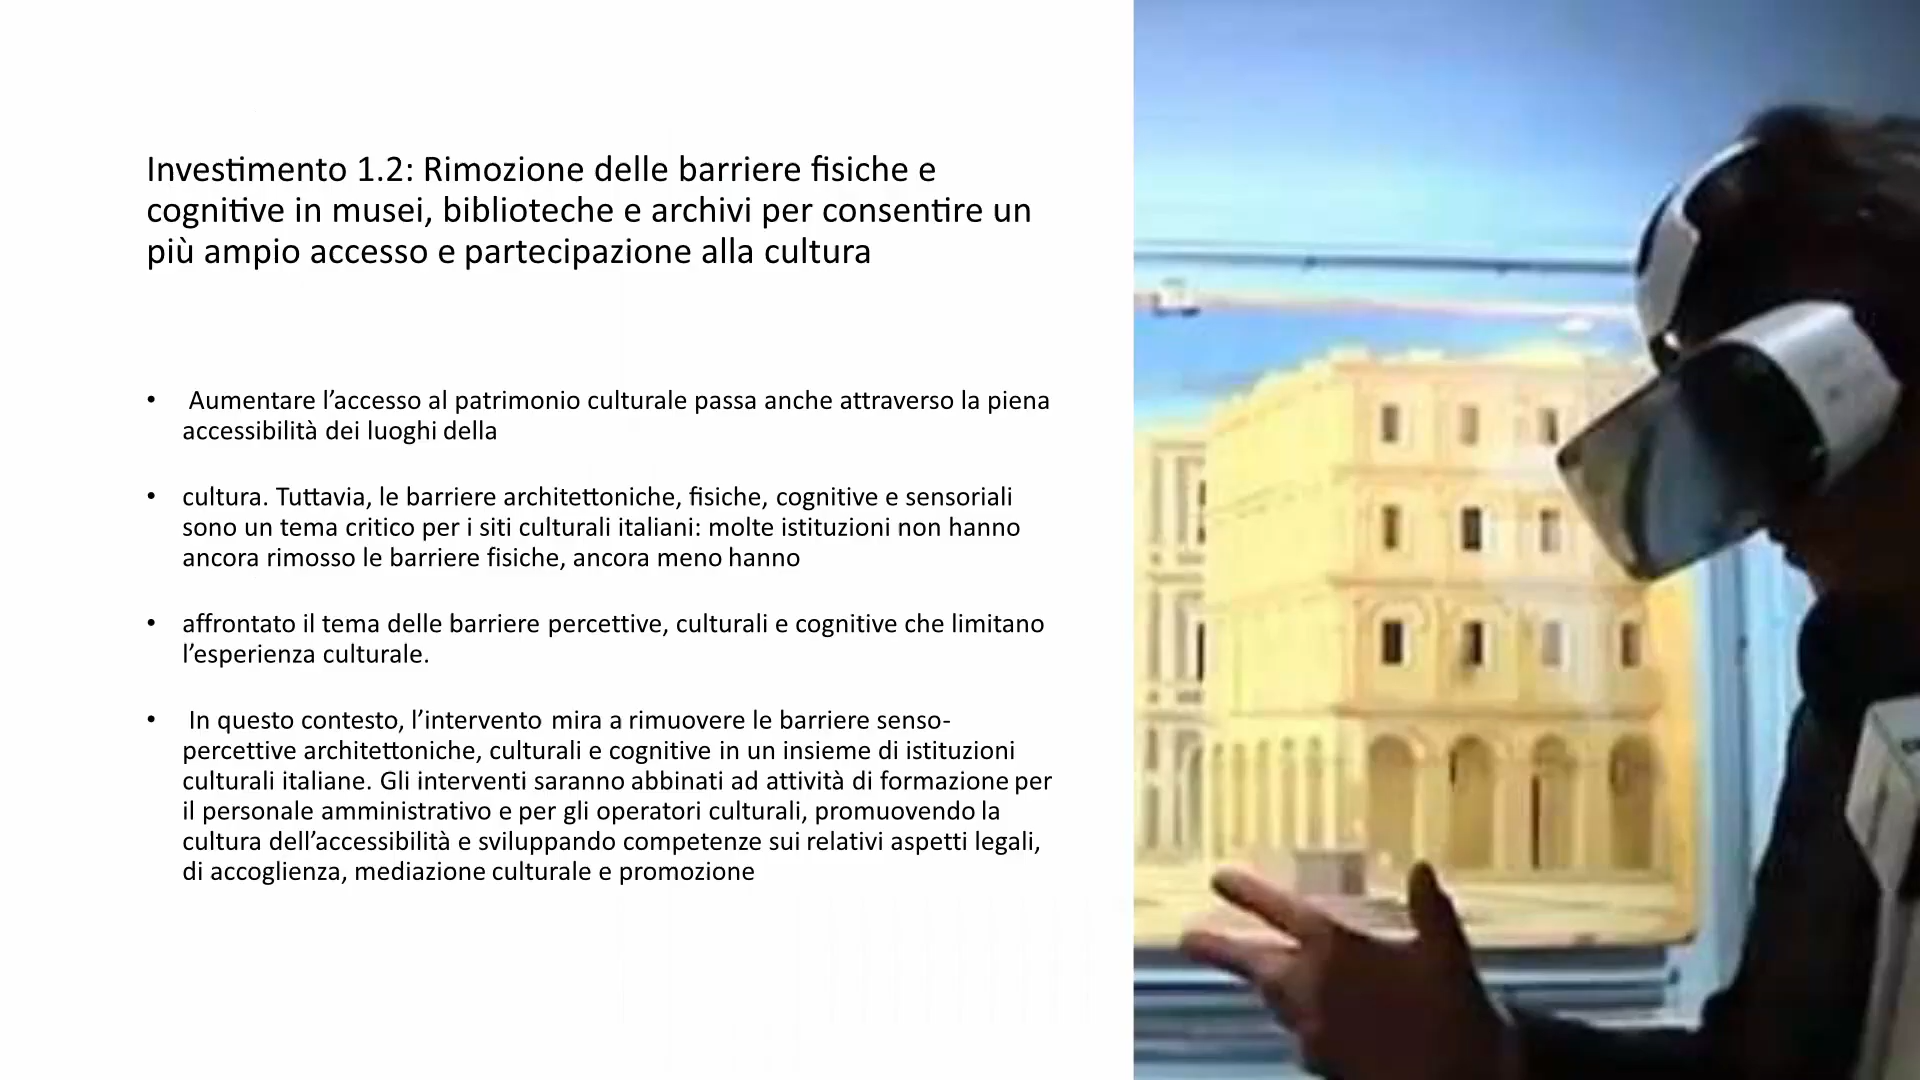 Investimento 1.2: Rimozione delle barriere fisiche e
cognitive in musei, biblioteche e archivi per consentire un
più ampio accesso e partecipazione alla cultura
• Aumentare l’accesso al patrimonio culturale passa anche attraverso la piena
accessibilità dei luoghi della
• cultura. Tuttavia, le barriere architettoniche, fisiche, cognitive e sensoriali
sono un tema critico per i siti culturali italiani: molte istituzioni non hanno
ancora rimosso le barriere fisiche, ancora meno hanno
• affrontato il tema delle barriere percettive, culturali e cognitive che limitano
l’esperienza culturale.
• In questo contesto, l’intervento mira a rimuovere le barriere senso-
percettive architettoniche, culturali e cognitive in un insieme di istituzioni
culturali italiane. Gli interventi saranno abbinati ad attività di formazione per
il personale amministrativo e per gli operatori culturali, promuovendo la
cultura dell’accessibilità e sviluppando competenze sui relativi aspetti legali,
di accoglienza, mediazione culturale e promozione